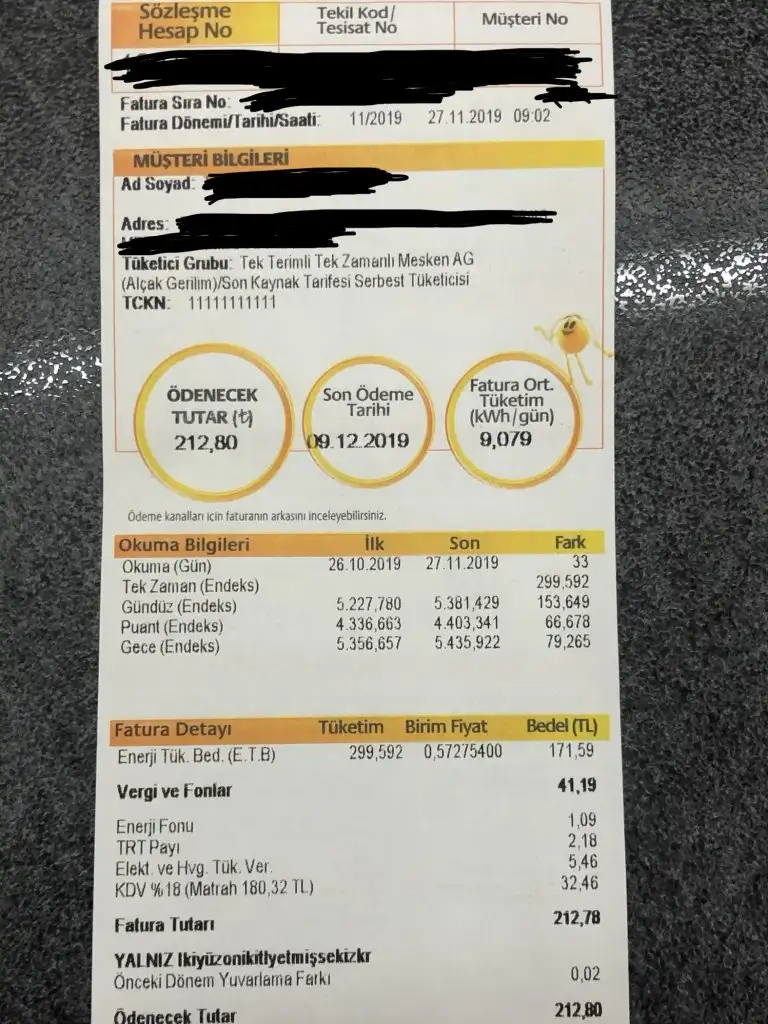 Sözleşme Hesap No Tekil Kod/ Tesisat No Müşteri No
Fatura Sıra No:
Fatura Dönemi/Tarihi/Saati: 11/2019 27.11.2019 09:02
MÜŞTERİ BİLGİLERİ
Ad Soyad:
Adres:
Tüketici Grubu: Tek Terimli Tek Zamanlı Mesken AG
(Alçak Gerilim)/Son Kaynak Tarifesi Serbest Tüketicisi
TCKN: 11111111111
ÖDENECEK
TUTAR (₺)
212,80
Son Ödeme
Tarihi
09.12.2019
Fatura Ort.
Tüketim
(kWh/gün)
9,079
Ödeme kanalları için faturanın arkasını inceleyebilirsiniz.
Okuma Bilgileri İlk Son Fark
Okuma (Gün) 26.10.2019 27.11.2019 33
Tek Zaman (Endeks) 299,592
Gündüz (Endeks) 5.227,780 5.381,429 153,649
Puant (Endeks) 4.336,663 4.403,341 66,678
Gece (Endeks) 5.356,657 5.435,922 79,265
Fatura Detayı Tüketim Birim Fiyat Bedel (TL)
Enerji Tük. Bed. (E.T.B) 299,592 0,57275400 171,59
Vergi ve Fonlar 41,19
Enerji Fonu 1,09
TRT Payı 2,18
Elekt. ve Hvg. Tük. Ver. 5,46
KDV %18 (Matrah 180,32 TL) 32,46
Fatura Tutarı 212,78
YALNIZ Ikiyüzonikitlyetmişsekizkr
Önceki Dönem Yuvarlama Farkı 0,02
Ödenecek Tutar 212,80